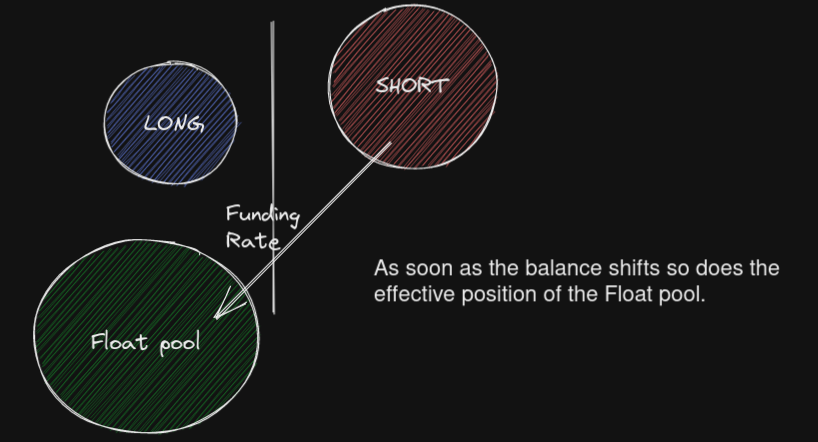 SHORT
LONG
Funding
Rate
As soon as the balance shifts so does the
effective position of the Float pool.
Float pool